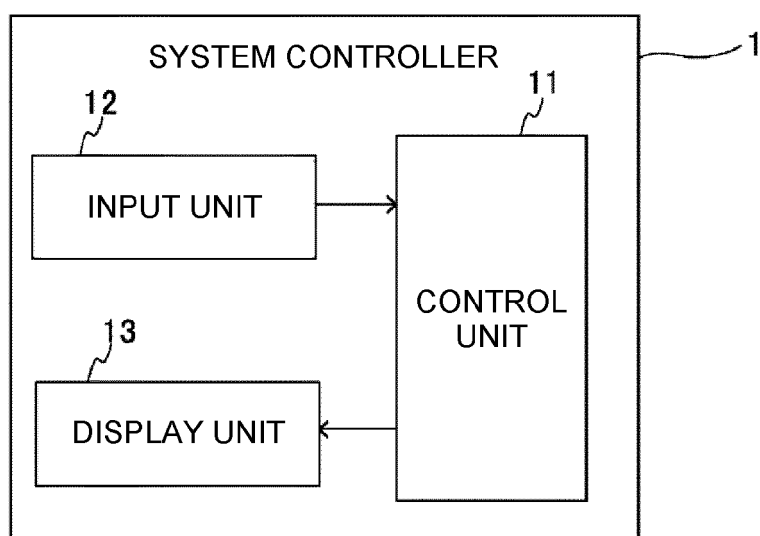 SYSTEM CONTROLLER
1
12
11
INPUT UNIT
CONTROL
UNIT
13
DISPLAY UNIT